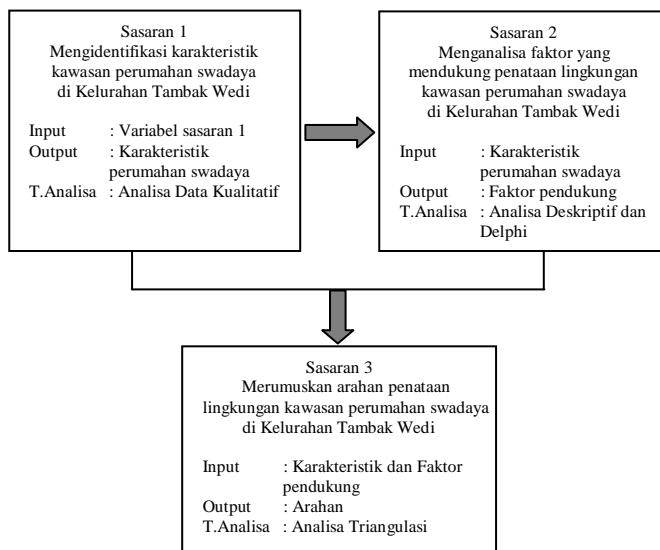 Sasaran 1
Mengidentifikasi karakteristik
kawasan perumahan swadaya
di Kelurahan Tambak Wedi
Input : Variabel sasaran 1
Output : Karakteristik
perumahan swadaya
T.Analisa : Analisa Data Kualitatif
Sasaran 2
Menganalisa faktor yang
mendukung penataan lingkungan
kawasan perumahan swadaya
di Kelurahan Tambak Wedi
Input : Karakteristik
perumahan swadaya
Output : Faktor pendukung
T.Analisa : Analisa Deskriptif dan
Delphi
Sasaran 3
Merumuskan arahan penataan
lingkungan kawasan perumahan swadaya
di Kelurahan Tambak Wedi
Input : Karakteristik dan Faktor
pendukung
Output : Arahan
T.Analisa : Analisa Triangulasi